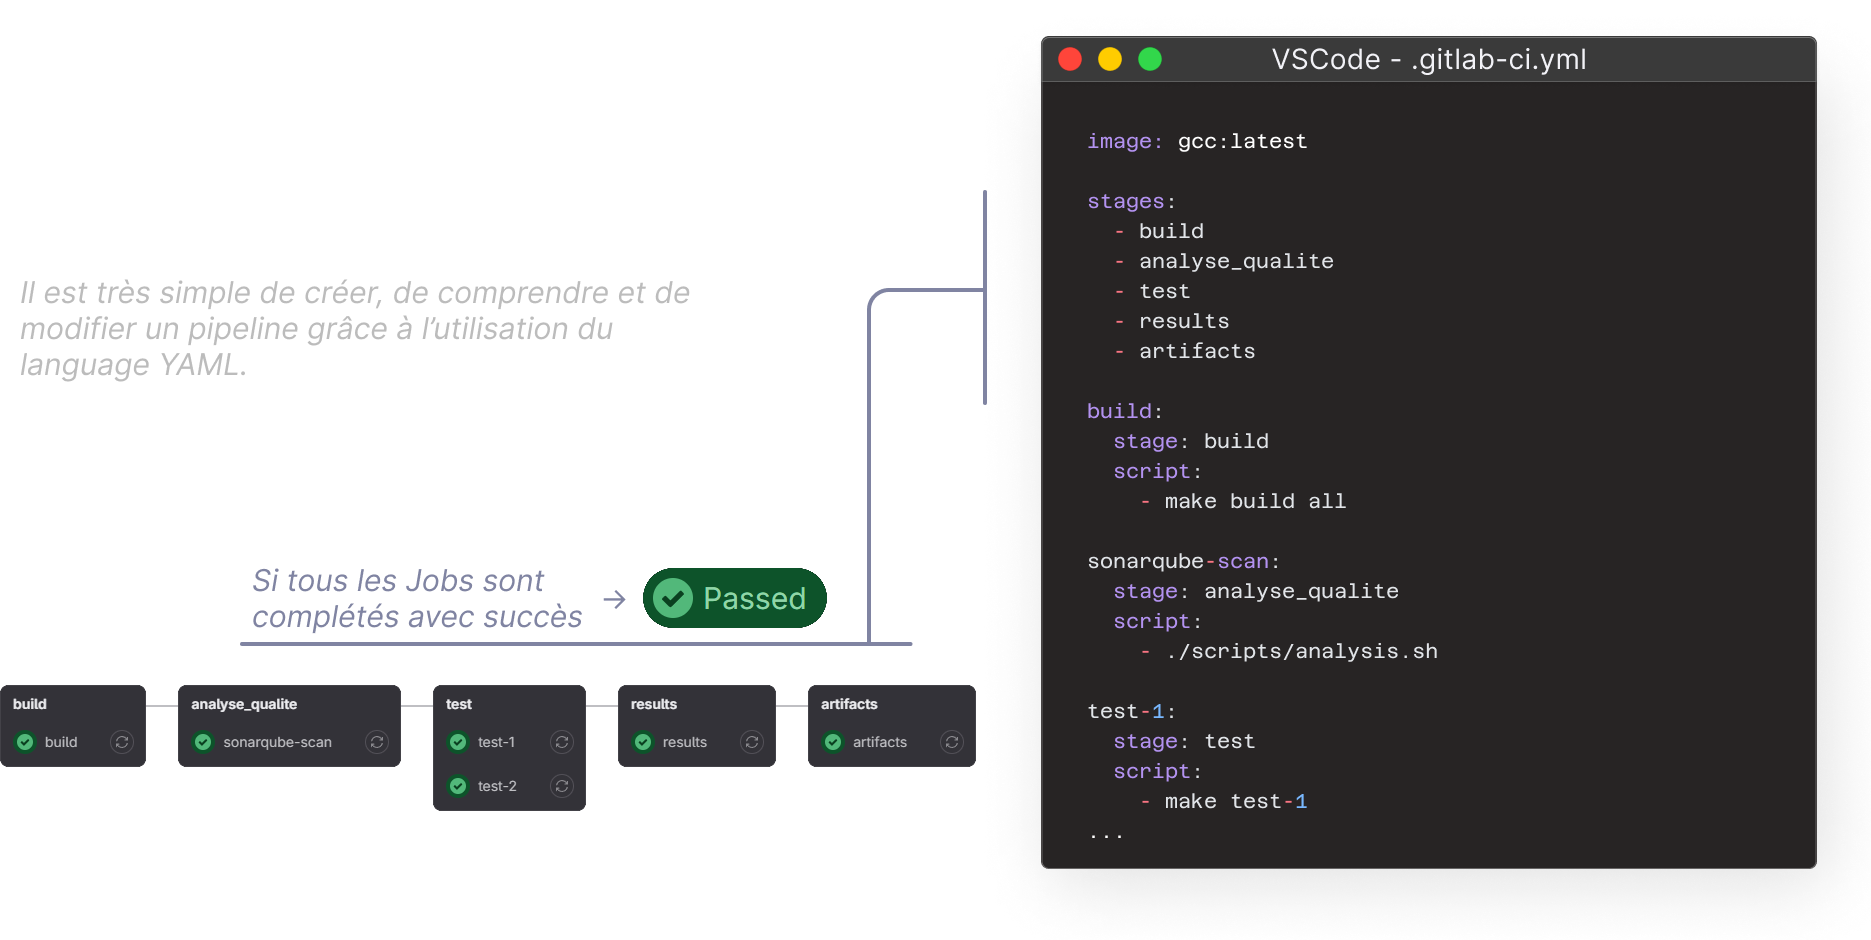 Il est très simple de créer, de comprendre et de
modifier un pipeline grâce à l’utilisation du
language YAML.
Si tous les Jobs sont
complétés avec succès
→
Passed
build
build
analyse_qualite
sonarqube-scan
test
test-1
test-2
results
results
artifacts
artifacts
VSCode - .gitlab-ci.yml
image: gcc:latest
stages:
  - build
  - analyse_qualite
  - test
  - results
  - artifacts
build:
  stage: build
  script:
    - make build all
sonarqube-scan:
  stage: analyse_qualite
  script:
    - ./scripts/analysis.sh
test-1:
  stage: test
  script:
    - make test-1
...